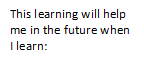 This learning will help
me in the future when
I learn: